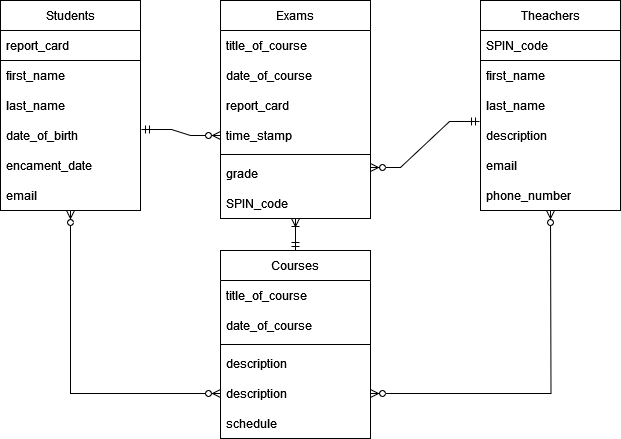 Students
report_card
first_name
last_name
date_of_birth
encament_date
email
Exams
title_of_course
date_of_course
report_card
time_stamp
grade
SPIN_code
Theachers
SPIN_code
first_name
last_name
description
email
phone_number
Courses
title_of_course
date_of_course
description
description
schedule